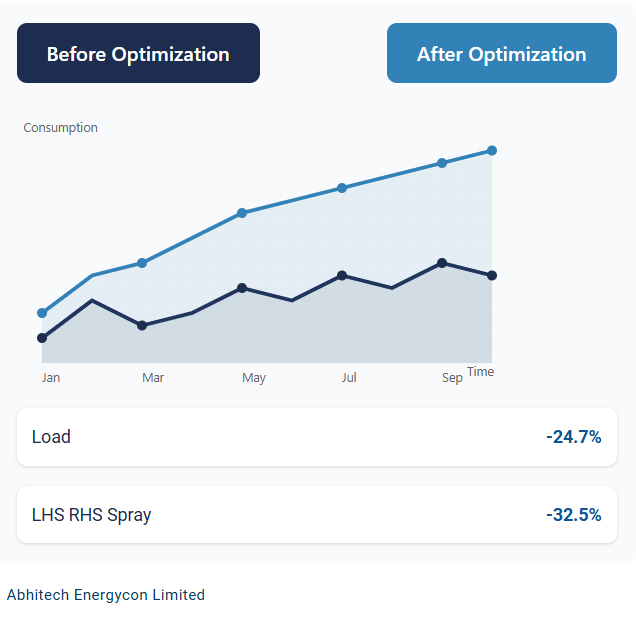 Before Optimization
After Optimization
Consumption
Jan Mar May Jul Sep Time
Load -24.7%
LHS RHS Spray -32.5%
Abhitech Energycon Limited